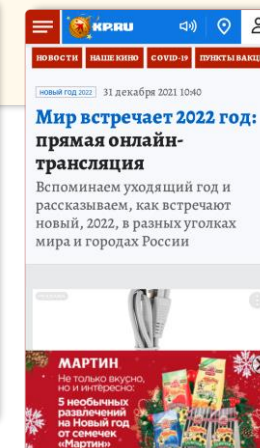 KP.RU
НОВОСТИ НАШЕ КИНО COVID-19 ПУНКТЫ ВАКЦ
НОВЫЙ ГОД 2022 31 декабря 2021 10:40
Мир встречает 2022 год:
прямая онлайн-
трансляция
Вспоминаем уходящий год и
рассказываем, как встречают
новый, 2022, в разных уголках
мира и городах России
МАРТИН
Не только вкусно,
но и интересно:
5 необычных
развлечений
на Новый год
от семечек
«Мартин»